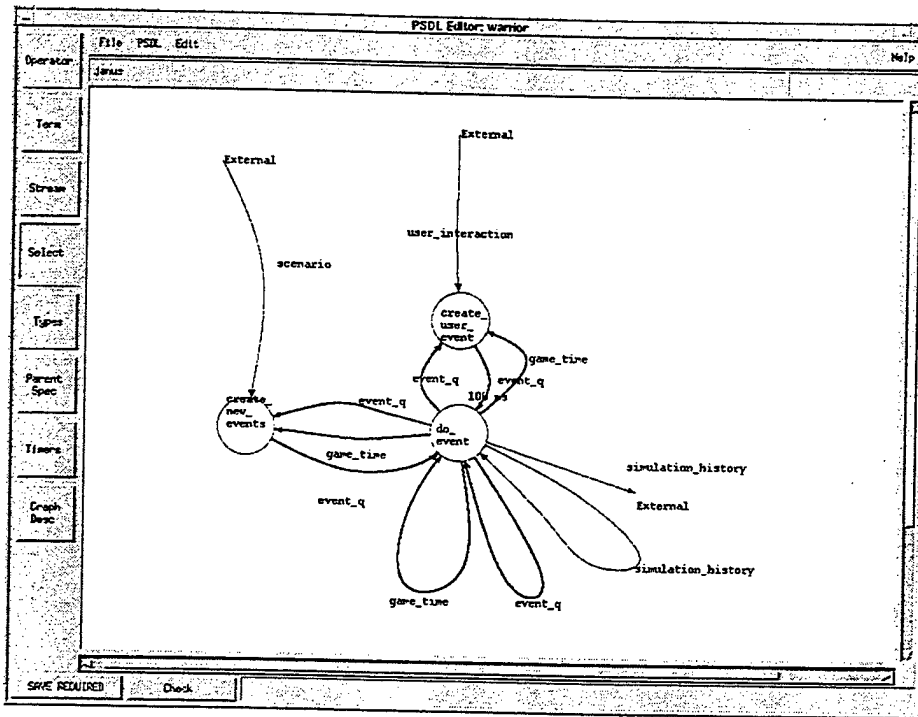 PSDL Editor: warrior
File PSDL Edit
Help
janus
Operator
Term
Stream
Select
Types
Parent
Spec
Timers
Graph
Desc
External
External
user_interaction
scenario
create_
user_
event
game_time
event_q
event_q
100 ms
create_
new_
events
event_q
do_
event
game_time
event_q
simulation_history
External
simulation_history
game_time
event_q
SAVE REQUIRED
Check